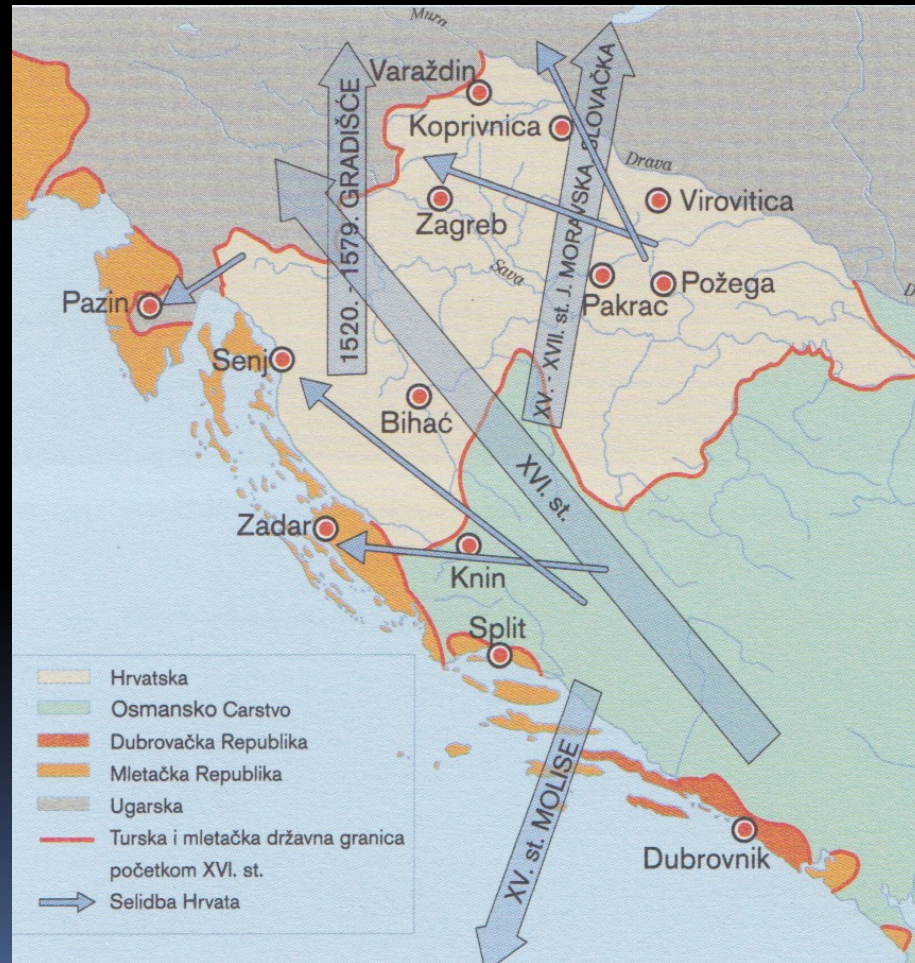 Mura
Varaždin
Koprivnica
Drava
Zagreb
Virovitica
Sava
Pakrac
Požega
Pazin
Senj
Bihać
Zadar
Knin
Split
Dubrovnik
D
1520. - 1579. GRADIŠĆE
XV. - XVII. st. J. MORAVSKA, SLOVAČKA
XVI. st.
XV. st. MOLISE
Hrvatska
Osmansko Carstvo
Dubrovačka Republika
Mletačka Republika
Ugarska
Turska i mletačka državna granica
početkom XVI. st.
Selidba Hrvata